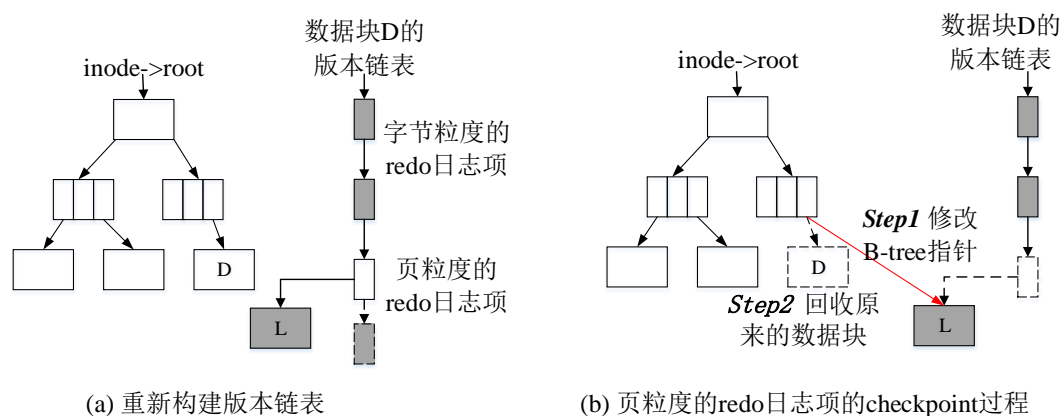 数据块D的
版本链表
inode->root
字节粒度的
redo日志项
D
页粒度的
redo日志项
L
(a) 重新构建版本链表
数据块D的
版本链表
inode->root
Step1 修改
B-tree指针
D
Step2 回收原
来的数据块
L
(b) 页粒度的redo日志项的checkpoint过程